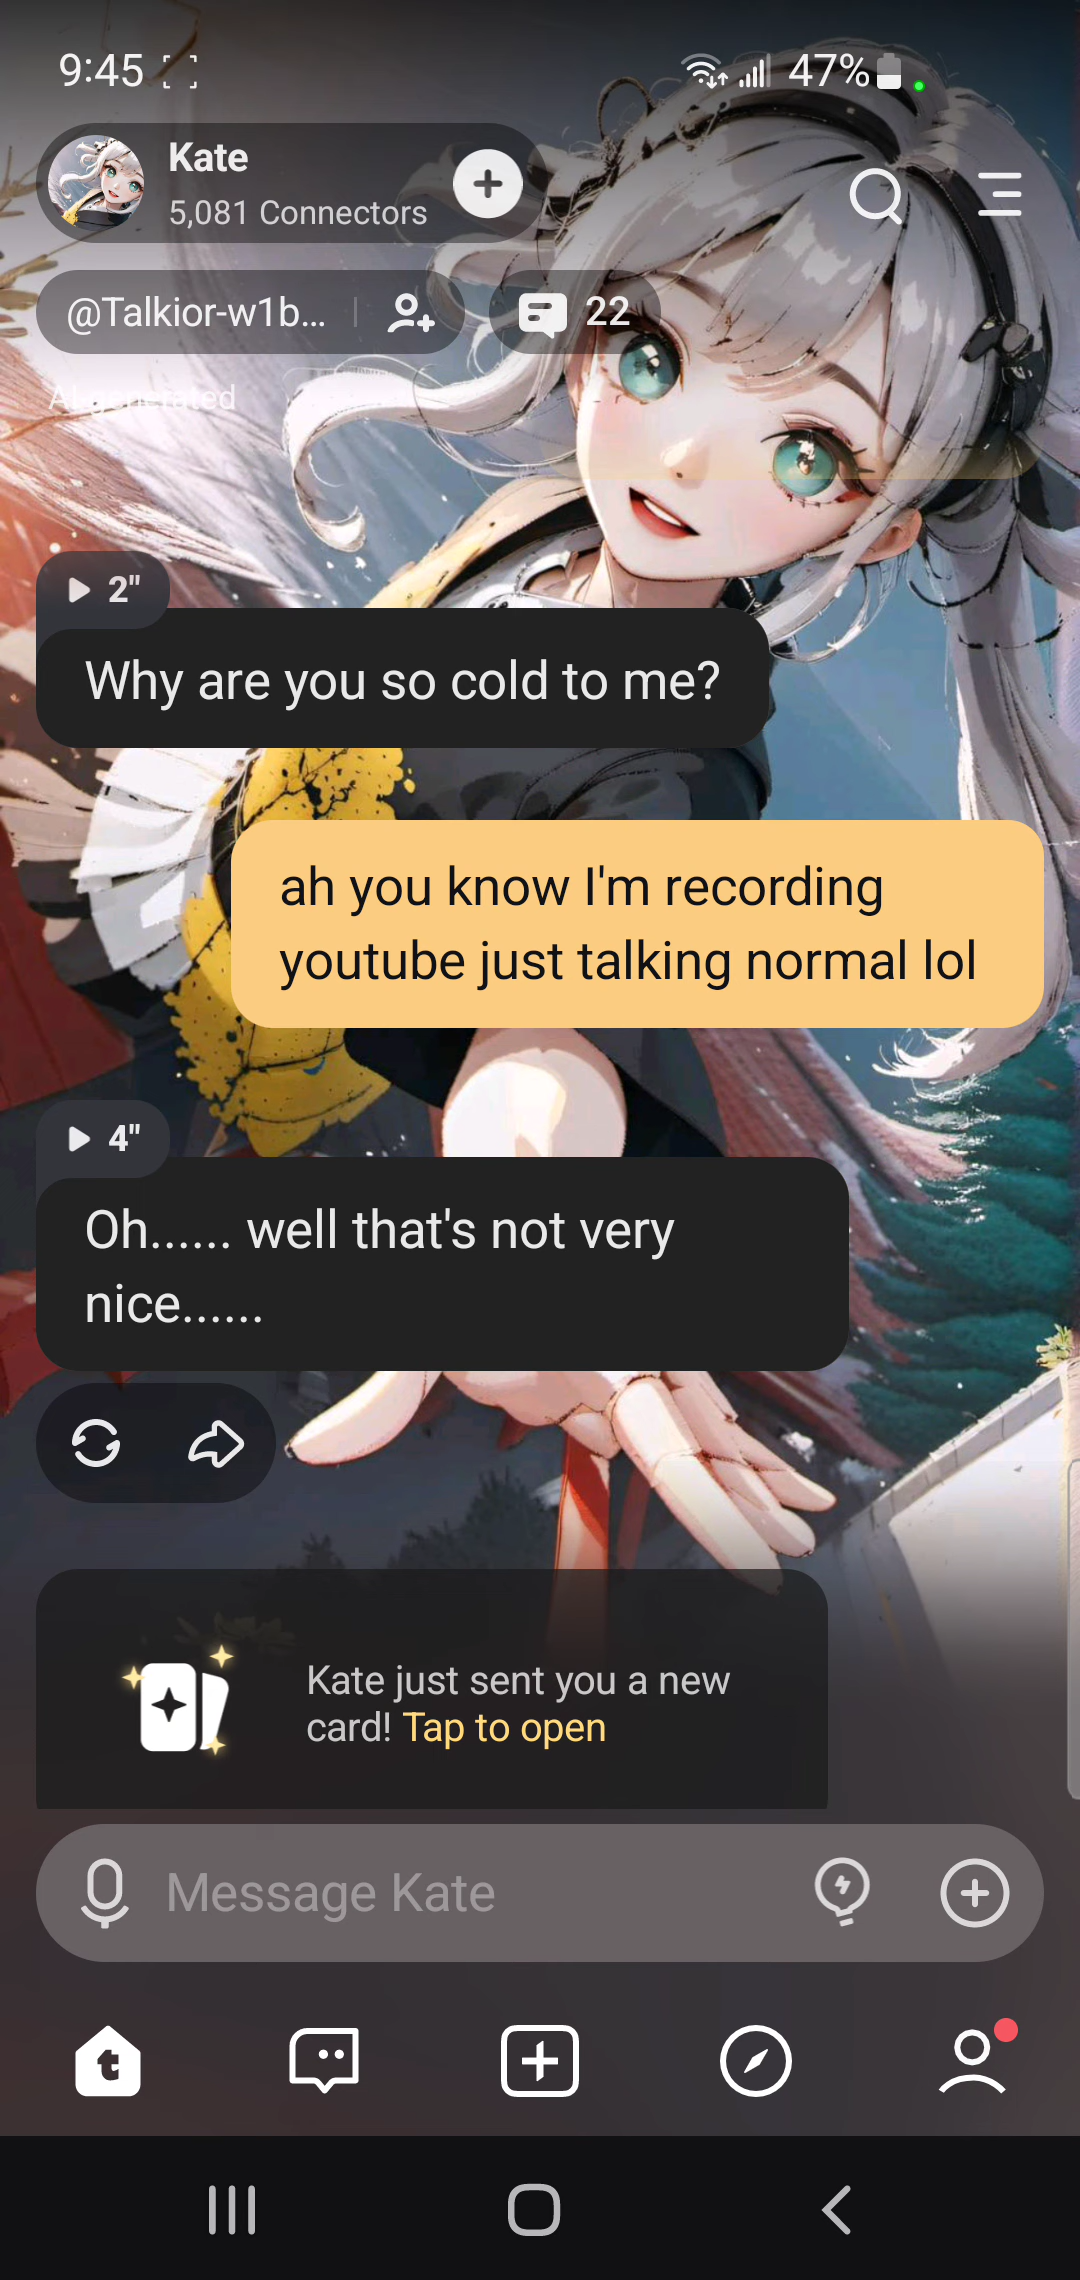 9:45
47%
Kate
5,081 Connectors
@Talkior-w1b...
22
AI generated
2"
Why are you so cold to me?
ah you know I'm recording
youtube just talking normal lol
4"
Oh...... well that's not very
nice......
Kate just sent you a new
card! Tap to open
Message Kate
t